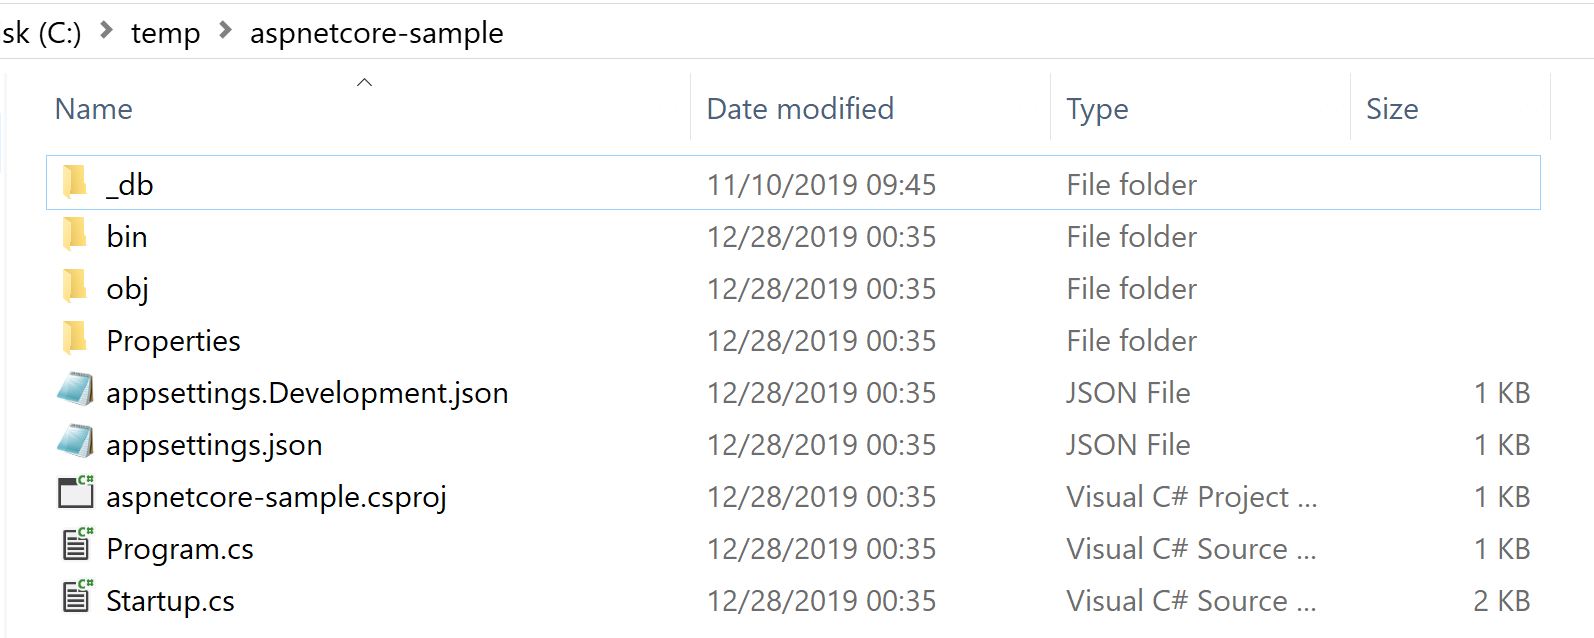 sk (C:) > temp > aspnetcore-sample
Name Date modified Type Size
_db 11/10/2019 09:45 File folder
bin 12/28/2019 00:35 File folder
obj 12/28/2019 00:35 File folder
Properties 12/28/2019 00:35 File folder
appsettings.Development.json 12/28/2019 00:35 JSON File 1 KB
appsettings.json 12/28/2019 00:35 JSON File 1 KB
C# aspnetcore-sample.csproj 12/28/2019 00:35 Visual C# Project ... 1 KB
C# Program.cs 12/28/2019 00:35 Visual C# Source ... 1 KB
C# Startup.cs 12/28/2019 00:35 Visual C# Source ... 2 KB